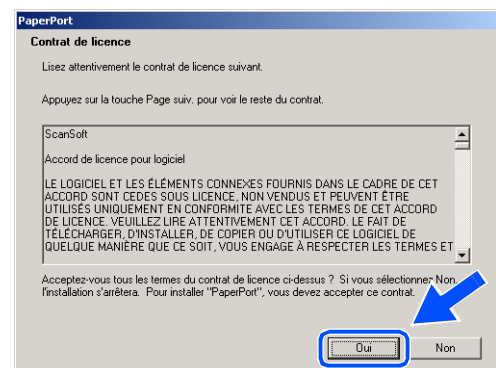 PaperPort
Contrat de licence
Lisez attentivement le contrat de licence suivant.
Appuyez sur la touche Page suiv. pour voir le reste du contrat.
ScanSoft
Accord de licence pour logiciel
LE LOGICIEL ET LES ÉLÉMENTS CONNEXES FOURNIS DANS LE CADRE DE CET
ACCORD SONT CEDES SOUS LICENCE, NON VENDUS ET PEUVENT ÊTRE
UTILISÉS UNIQUEMENT EN CONFORMITE AVEC LES TERMES DE CET ACCORD
DE LICENCE. VEUILLEZ LIRE ATTENTIVEMENT CET ACCORD. LE FAIT DE
TÉLÉCHARGER, D'INSTALLER, DE COPIER OU D'UTILISER CE LOGICIEL DE
QUELQUE MANIÈRE QUE CE SOIT, VOUS ENGAGE À RESPECTER LES TERMES ET
Acceptez-vous tous les termes du contrat de licence ci-dessus ? Si vous sélectionnez Non,
l'installation s'arrêtera. Pour installer "PaperPort", vous devez accepter ce contrat.
Oui
Non